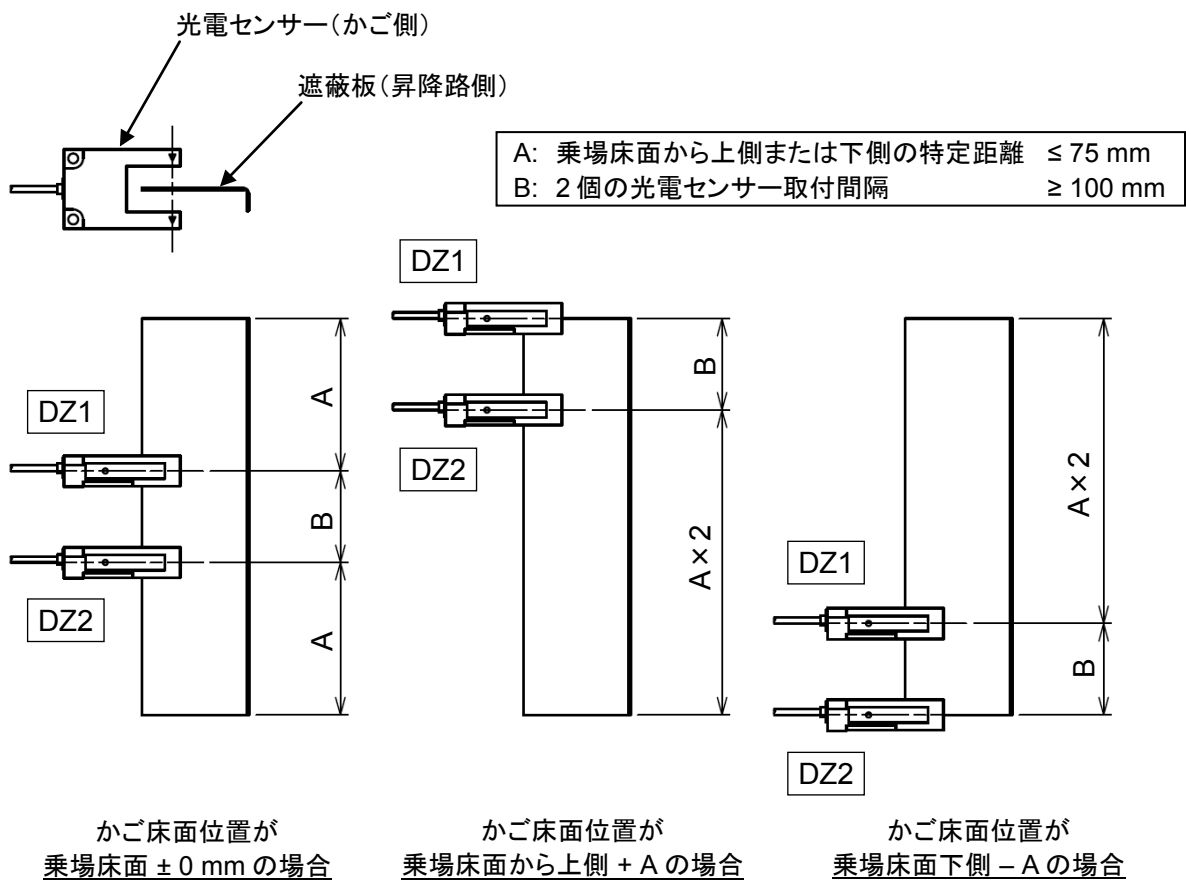 光電センサー(かご側)
遮蔽板(昇降路側)
A: 乗場床面から上側または下側の特定距離 ≤ 75 mm
B: 2 個の光電センサー取付間隔 ≥ 100 mm
DZ1
DZ2
A
B
A
DZ1
DZ2
B
A×2
DZ1
DZ2
A×2
B
かご床面位置が
乗場床面 ± 0 mm の場合
かご床面位置が
乗場床面から上側 + A の場合
かご床面位置が
乗場床面下側 – A の場合